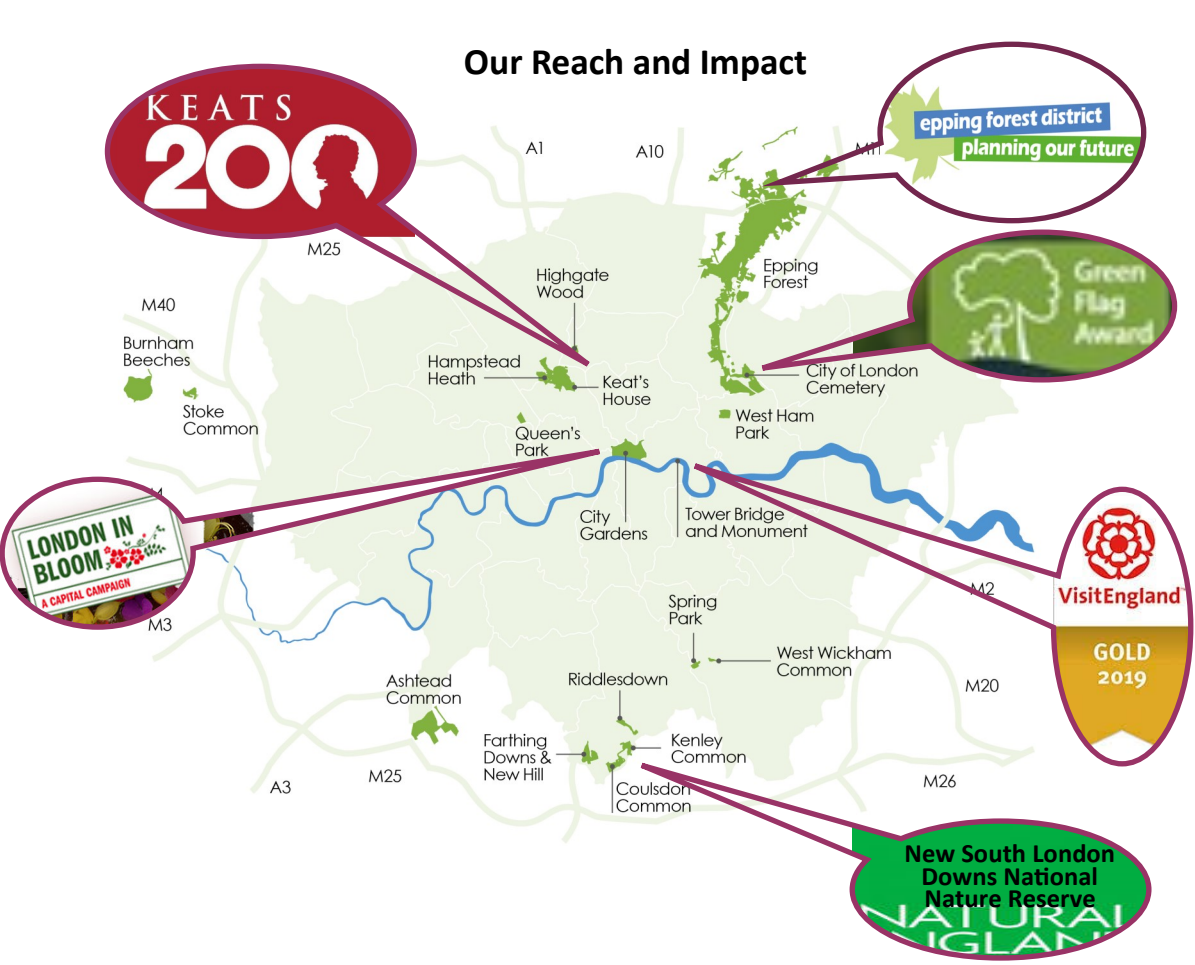 Our Reach and Impact
KEATS
200
epping forest district
planning our future
A1
A10
M11
M25
Highgate
Wood
Epping
Forest
Green
Flag
Award
M40
Burnham
Beeches
Hampstead
Heath
Keat's
House
City of London
Cemetery
Stoke
Common
Queen's
Park
West Ham
Park
LONDON IN
BLOOM
A CAPITAL CAMPAIGN
City
Gardens
Tower Bridge
and Monument
VisitEngland
GOLD
2019
M3
M2
Spring
Park
West Wickham
Common
Ashtead
Common
Riddlesdown
M20
Farthing
Downs &
New Hill
Kenley
Common
Coulsdon
Common
A3
M25
M26
New South London
Downs National
Nature Reserve
NATURAL
ENGLAND